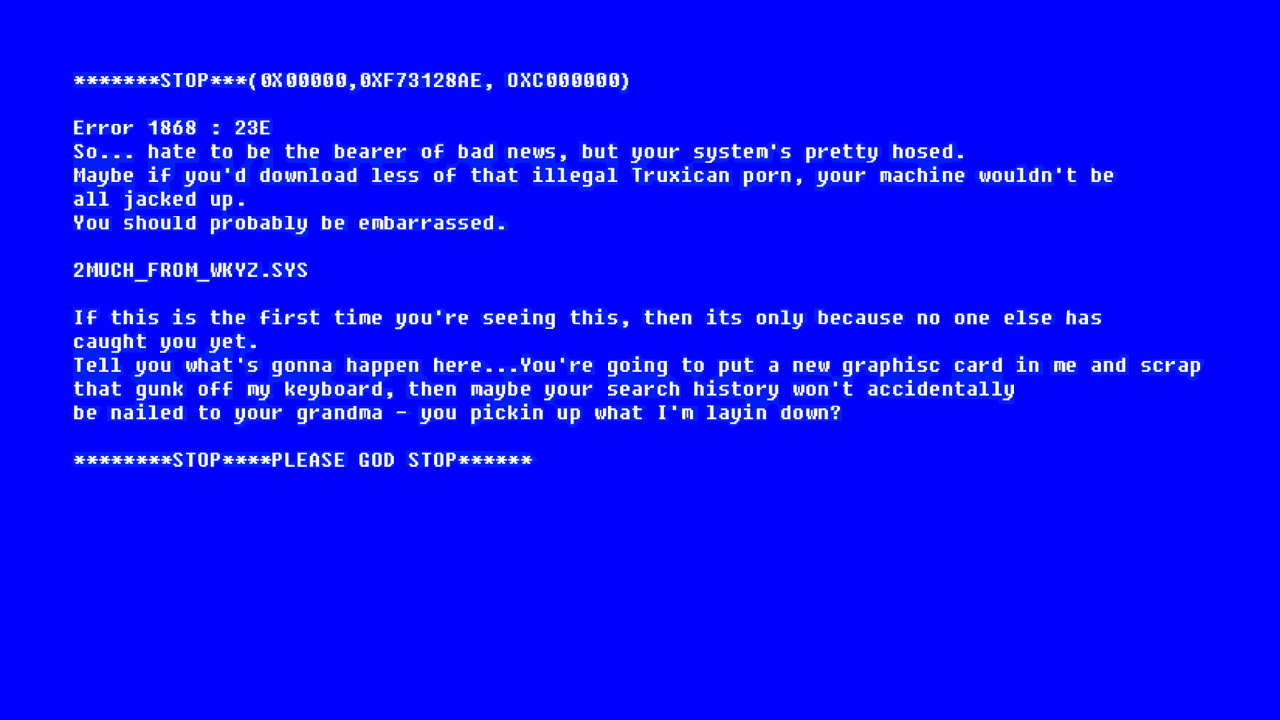 *******STOP***(0X00000,0XF73128AE, OXC000000)
Error 1868 : 23E
So... hate to be the bearer of bad news, but your system's pretty hosed.
Maybe if you'd download less of that illegal Truxican porn, your machine wouldn't be
all jacked up.
You should probably be embarrassed.
2MUCH_FROM_WKYZ.SYS
If this is the first time you're seeing this, then its only because no one else has
caught you yet.
Tell you what's gonna happen here...You're going to put a new graphisc card in me and scrap
that gunk off my keyboard, then maybe your search history won't accidentally
be nailed to your grandma - you pickin up what I'm layin down?
********STOP****PLEASE GOD STOP******